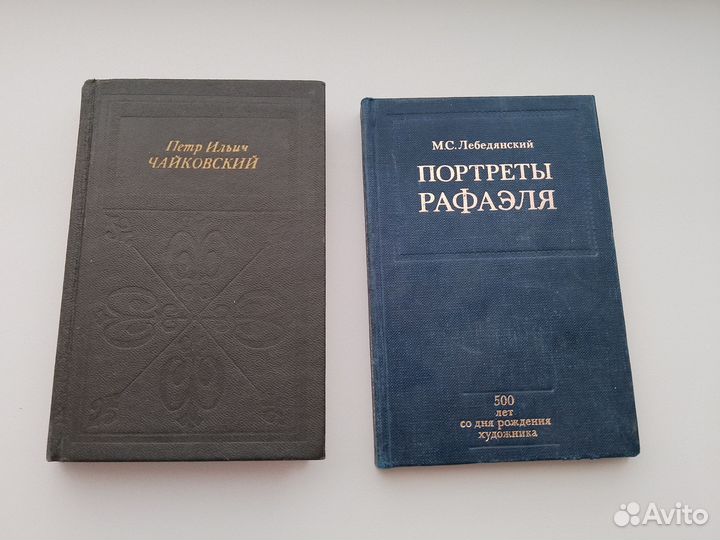 Петр Ильич
ЧАЙКОВСКИЙ
М.С. Лебедянский
ПОРТРЕТЫ
РАФАЭЛЯ
500
лет
со дня рождения
художника
Avito